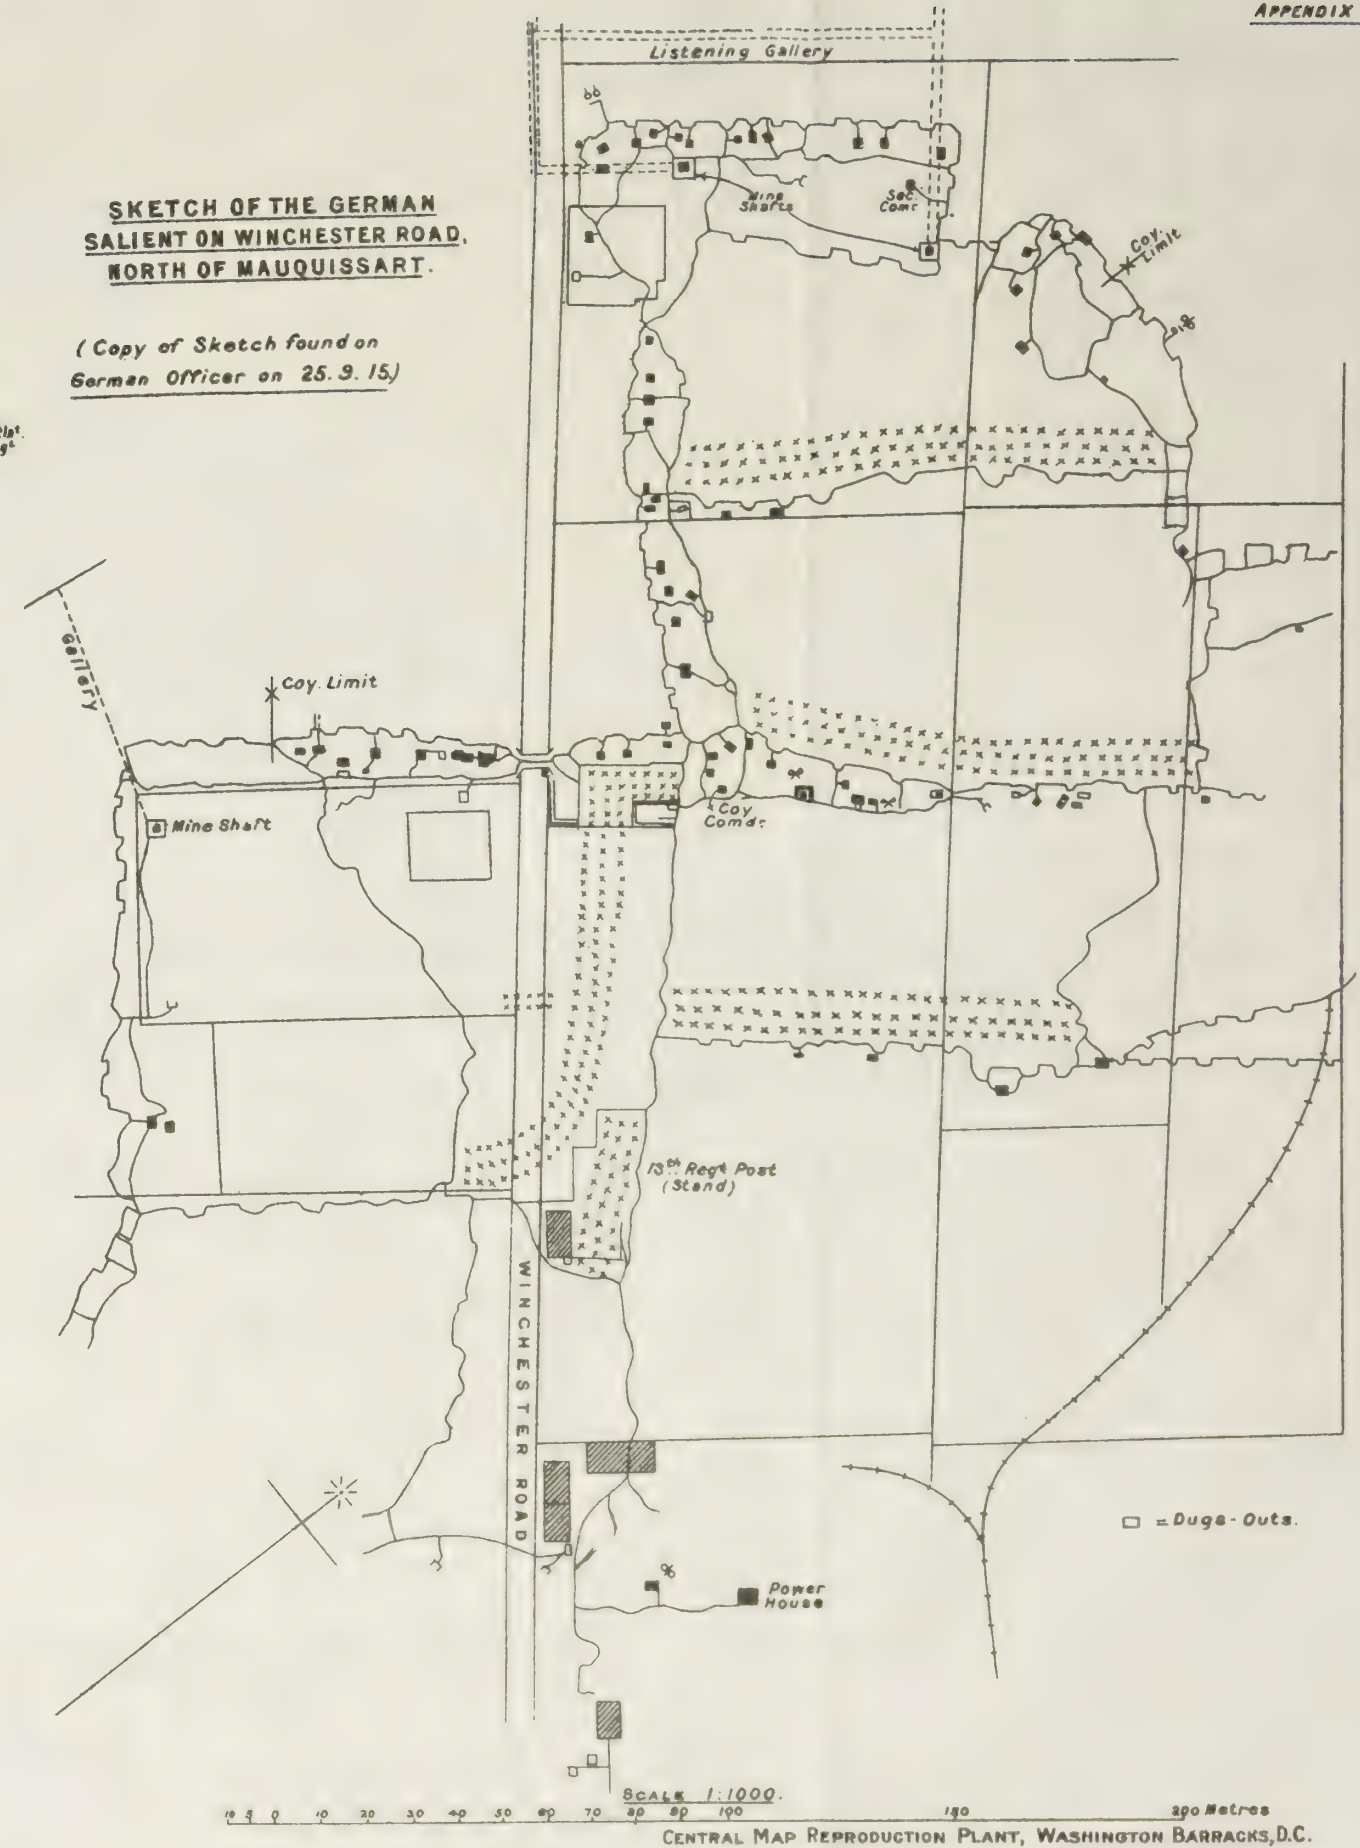 APPENDIX
Listening Gallery
SKETCH OF THE GERMAN
SALIENT ON WINCHESTER ROAD,
NORTH OF MAUQUISSART.
(Copy of Sketch found on
German Officer on 25.9.15)
Mine
Shafts
Sec.
Comr
Coy.
Limit
Gallery
Coy. Limit
Mine Shaft
Coy
Comdr
13th Regt Post
(Stand)
WINCHESTER ROAD
= Dugs-Outs.
Power
House
SCALE 1:1000.
10 5 0 10 20 30 40 50 60 70 80 90 100 150 200 Metres
CENTRAL MAP REPRODUCTION PLANT, WASHINGTON BARRACKS, D.C.